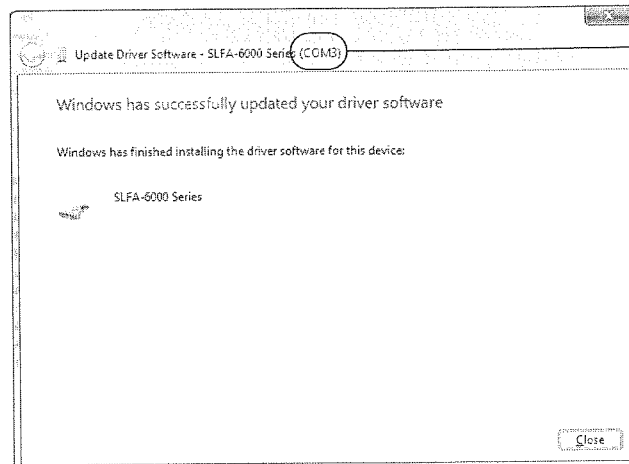 Update Driver Software - SLFA-6000 Series (COM3)
Windows has successfully updated your driver software
Windows has finished installing the driver software for this device:
SLFA-6000 Series
Close